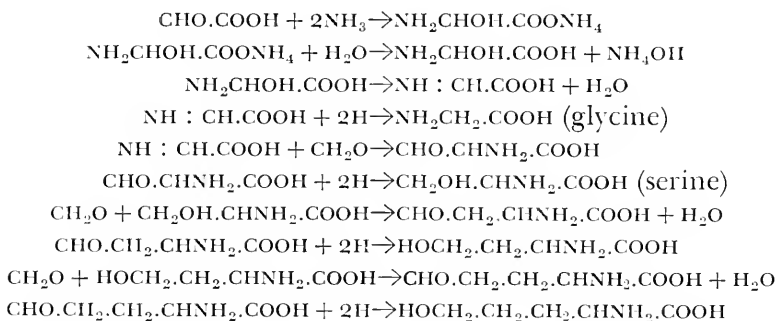 CHO.COOH + 2NH₃→NH₂CHOH.COONH₄
NH₂CHOH.COONH₄ + H₂O→NH₂CHOH.COOH + NH₄OH
NH₂CHOH.COOH→NH : CH.COOH + H₂O
NH : CH.COOH + 2H→NH₂CH₂.COOH (glycine)
NH : CH.COOH + CH₂O→CHO.CHNH₂.COOH
CHO.CHNH₂.COOH + 2H→CH₂OH.CHNH₂.COOH (serine)
CH₂O + CH₂OH.CHNH₂.COOH→CHO.CH₂.CHNH₂.COOH + H₂O
CHO.CH₂.CHNH₂.COOH + 2H→HOCH₂.CH₂.CHNH₂.COOH
CH₂O + HOCH₂.CH₂.CHNH₂.COOH→CHO.CH₂.CH₂.CHNH₂.COOH + H₂O
CHO.CH₂.CH₂.CHNH₂.COOH + 2H→HOCH₂.CH₂.CH₂.CHNH₂.COOH